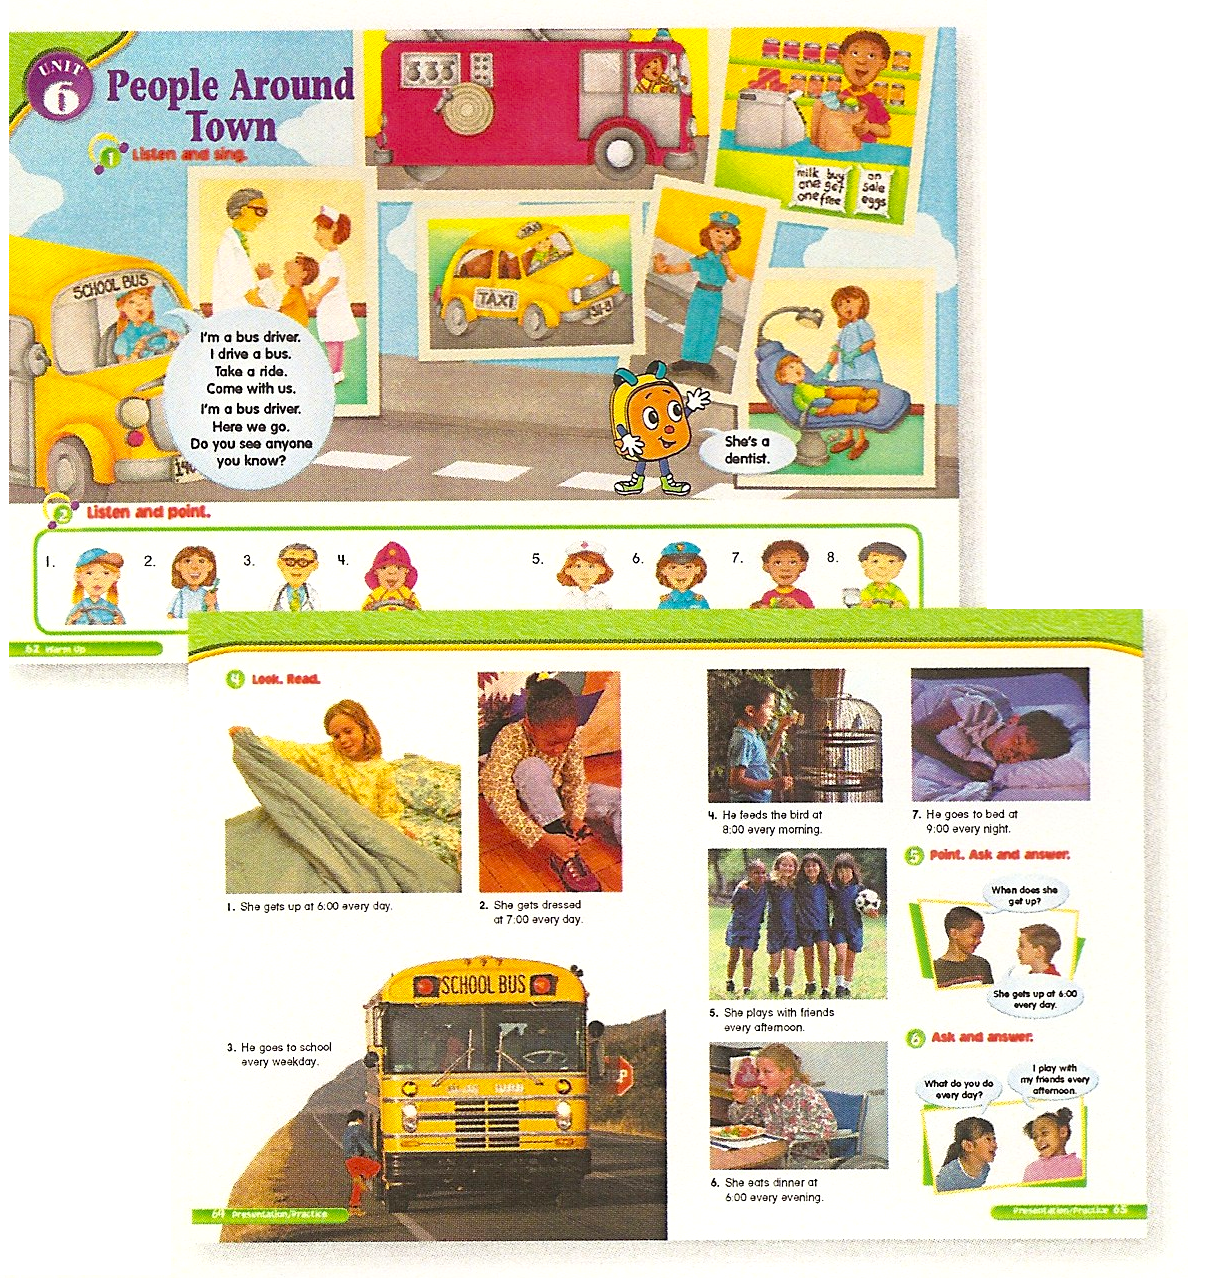 UNIT
6
People Around
Town
1 Listen and sing.
milk buy
one get
one free
on
sale
eggs
TAXI
TAXI
SCHOOL BUS
I'm a bus driver.
I drive a bus.
Take a ride.
Come with us.
I'm a bus driver.
Here we go.
Do you see anyone
you know?
She's a
dentist.
2 Listen and point.
1.
2.
3.
4.
5.
6.
7.
8.
62 Warm Up
4 Look. Read.
1. She gets up at 6:00 every day.
2. She gets dressed
at 7:00 every day.
SCHOOL BUS
3. He goes to school
every weekday.
64 Presentation/Practice
4. He feeds the bird at
8:00 every morning.
5. She plays with friends
every afternoon.
6. She eats dinner at
6:00 every evening.
7. He goes to bed at
9:00 every night.
5 Point. Ask and answer.
When does she
get up?
She gets up at 6:00
every day.
6 Ask and answer.
What do you do
every day?
I play with
my friends every
afternoon.
Presentation/Practice 65